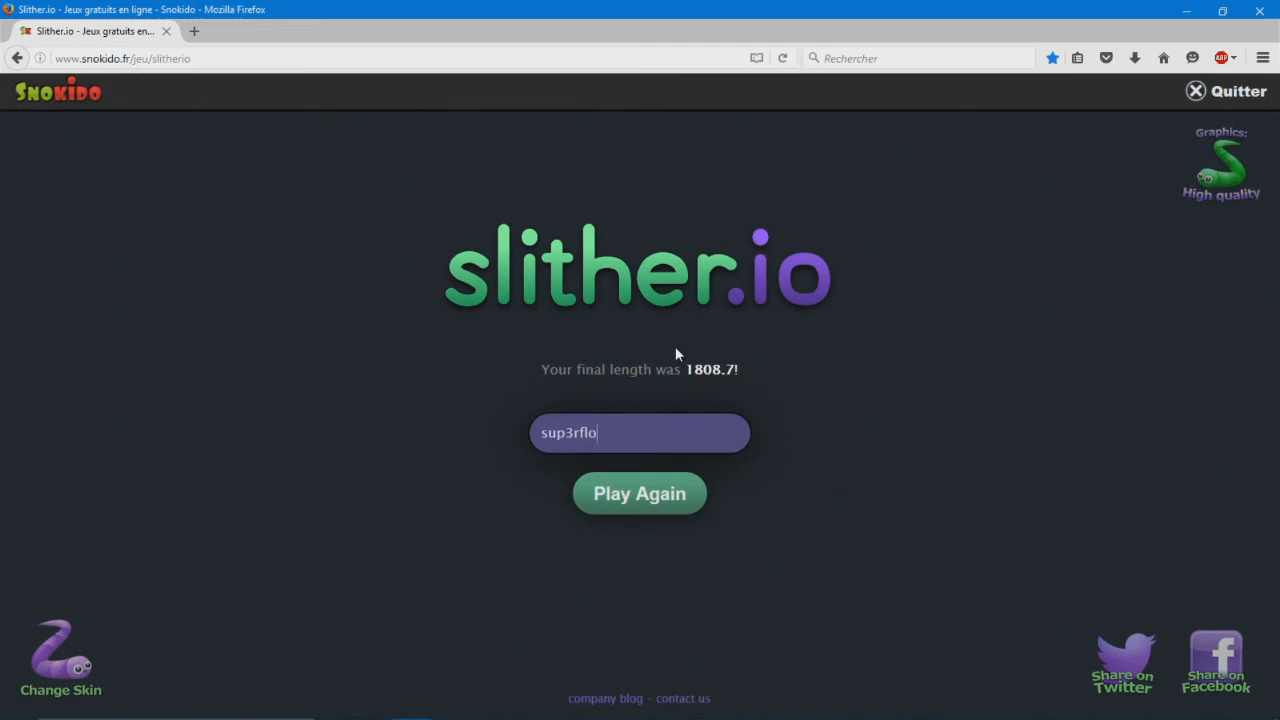 Slither.io - Jeux gratuits en ligne - Snokido - Mozilla Firefox
Slither.io - Jeux gratuits en...
www.snokido.fr/jeu/slitherio
Rechercher
ABP
SNOKIDO
Quitter
Graphics:
High quality
slither.io
Your final length was 1808.7!
sup3rflo
Play Again
Change Skin
Share on Twitter
Share on Facebook
company blog - contact us